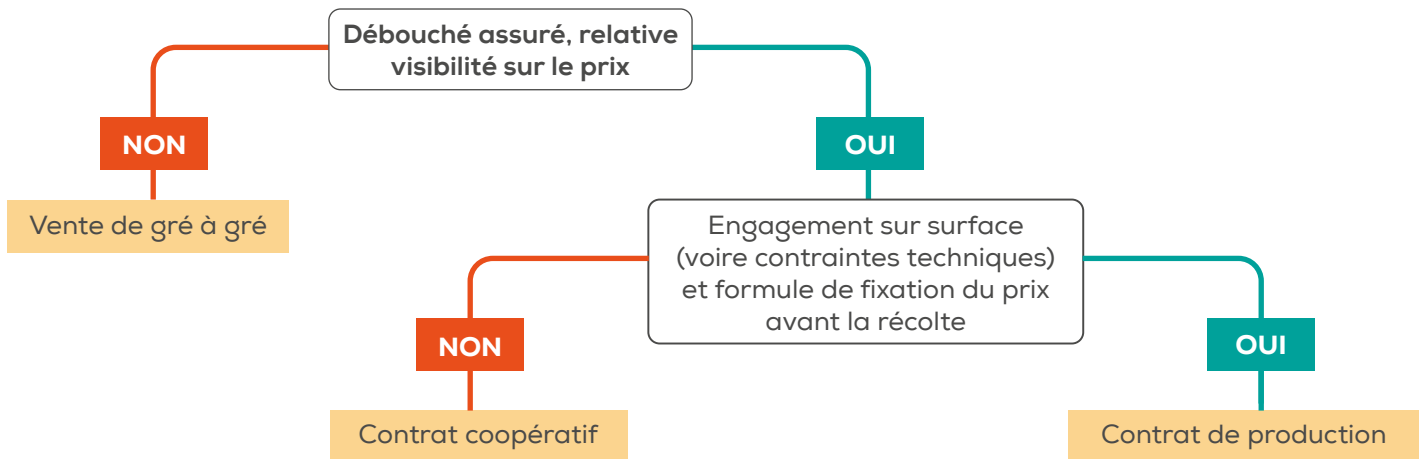 Débouché assuré, relative
visibilité sur le prix
NON
OUI
Vente de gré à gré
Engagement sur surface
(voire contraintes techniques)
et formule de fixation du prix
avant la récolte
NON
OUI
Contrat coopératif
Contrat de production